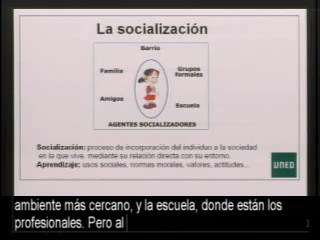 La socialización
Barrio
Familia
Grupos
formales
Amigos
Escuela
AGENTES SOCIALIZADORES
Socialización: proceso de incorporación del individuo a la sociedad
en la que vive, mediante su relación directa con su entorno.
Aprendizaje: usos sociales, normas morales, valores, actitudes...
UNED
ambiente más cercano, y la escuela, donde están los
profesionales. Pero al